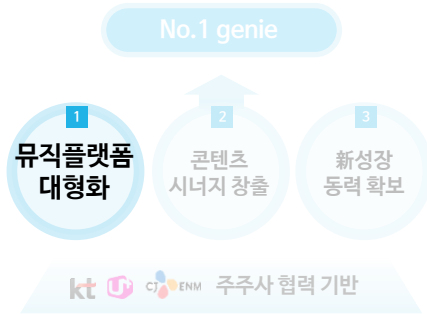 No.1 genie
1
2
3
뮤직플랫폼
대형화
콘텐츠
시너지 창출
新성장
동력 확보
kt U+ CJ ENM 주주사 협력 기반